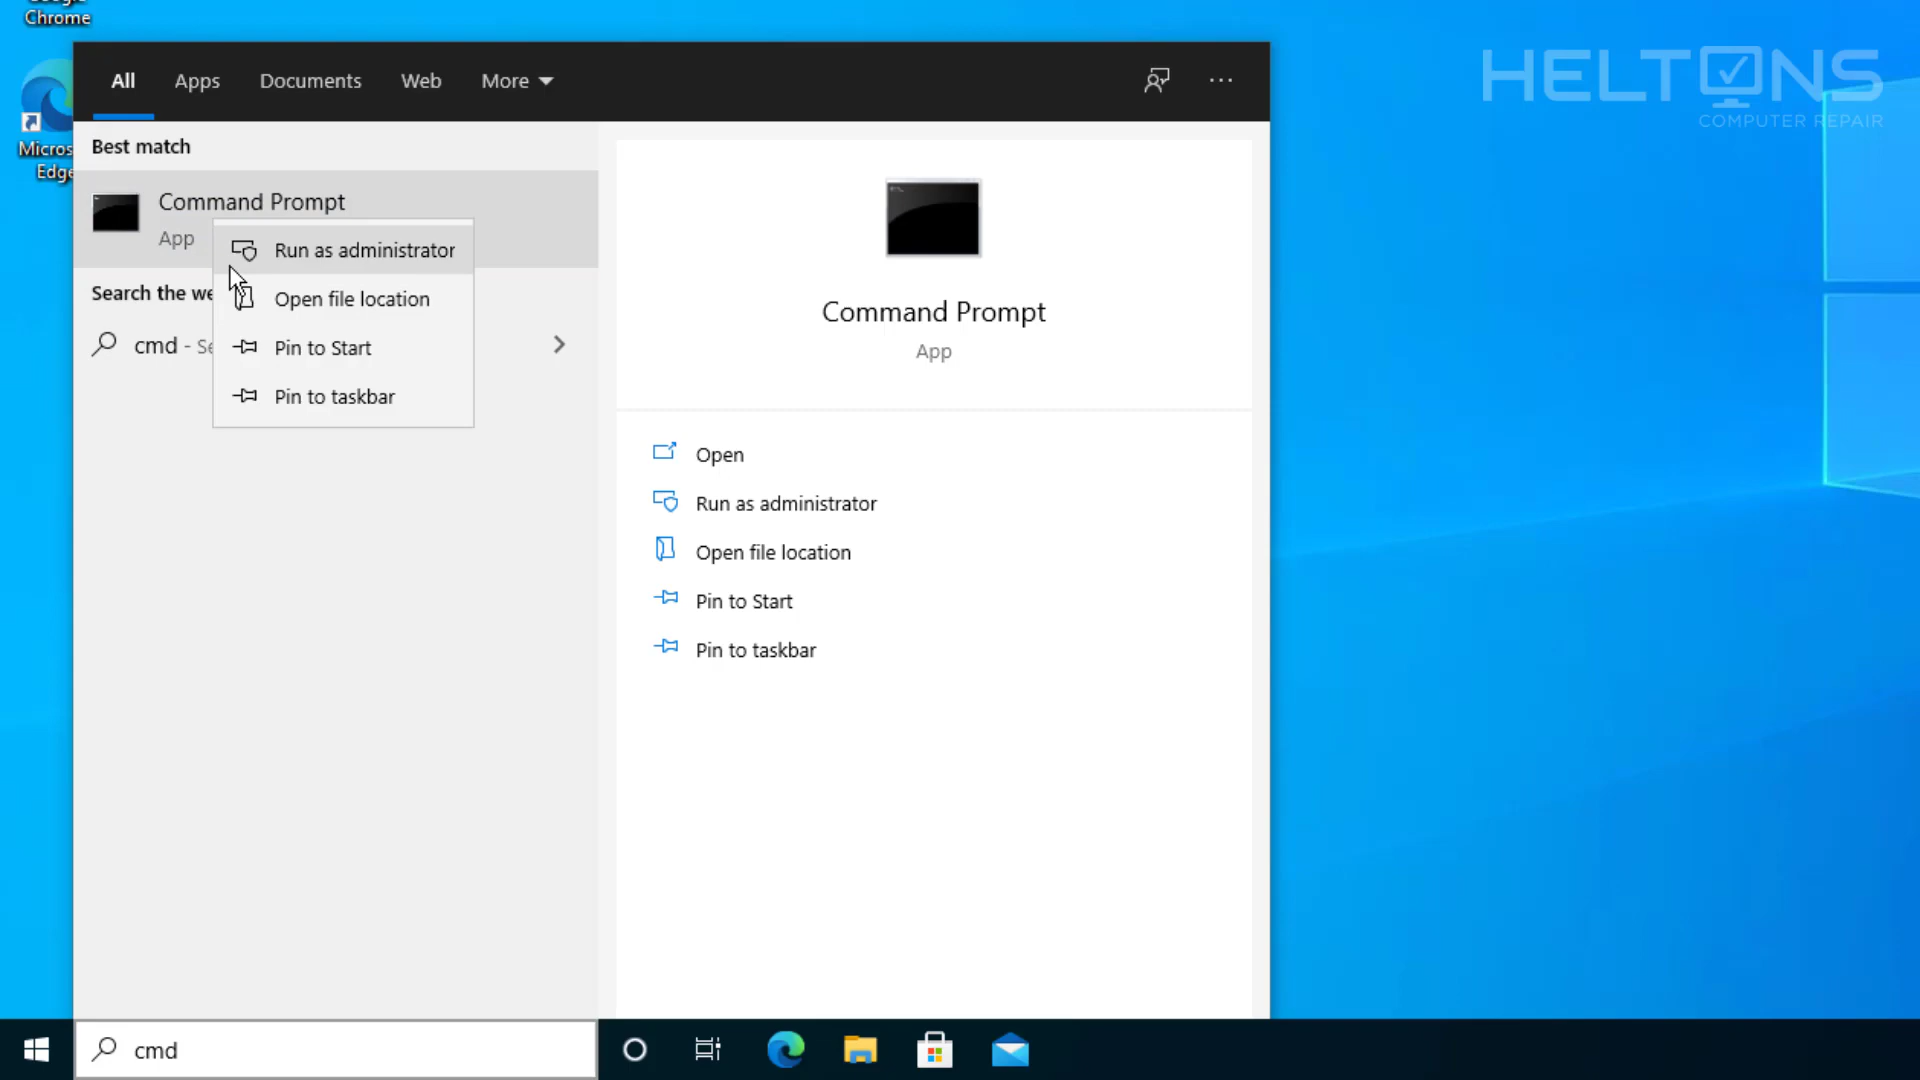 Chrome
Micros
Edge
All
Apps
Documents
Web
More
HELTONS
COMPUTER REPAIR
Best match
Command Prompt
App
Run as administrator
Open file location
Pin to Start
Pin to taskbar
Search the we
cmd - Se
Command Prompt
App
Open
Run as administrator
Open file location
Pin to Start
Pin to taskbar
cmd